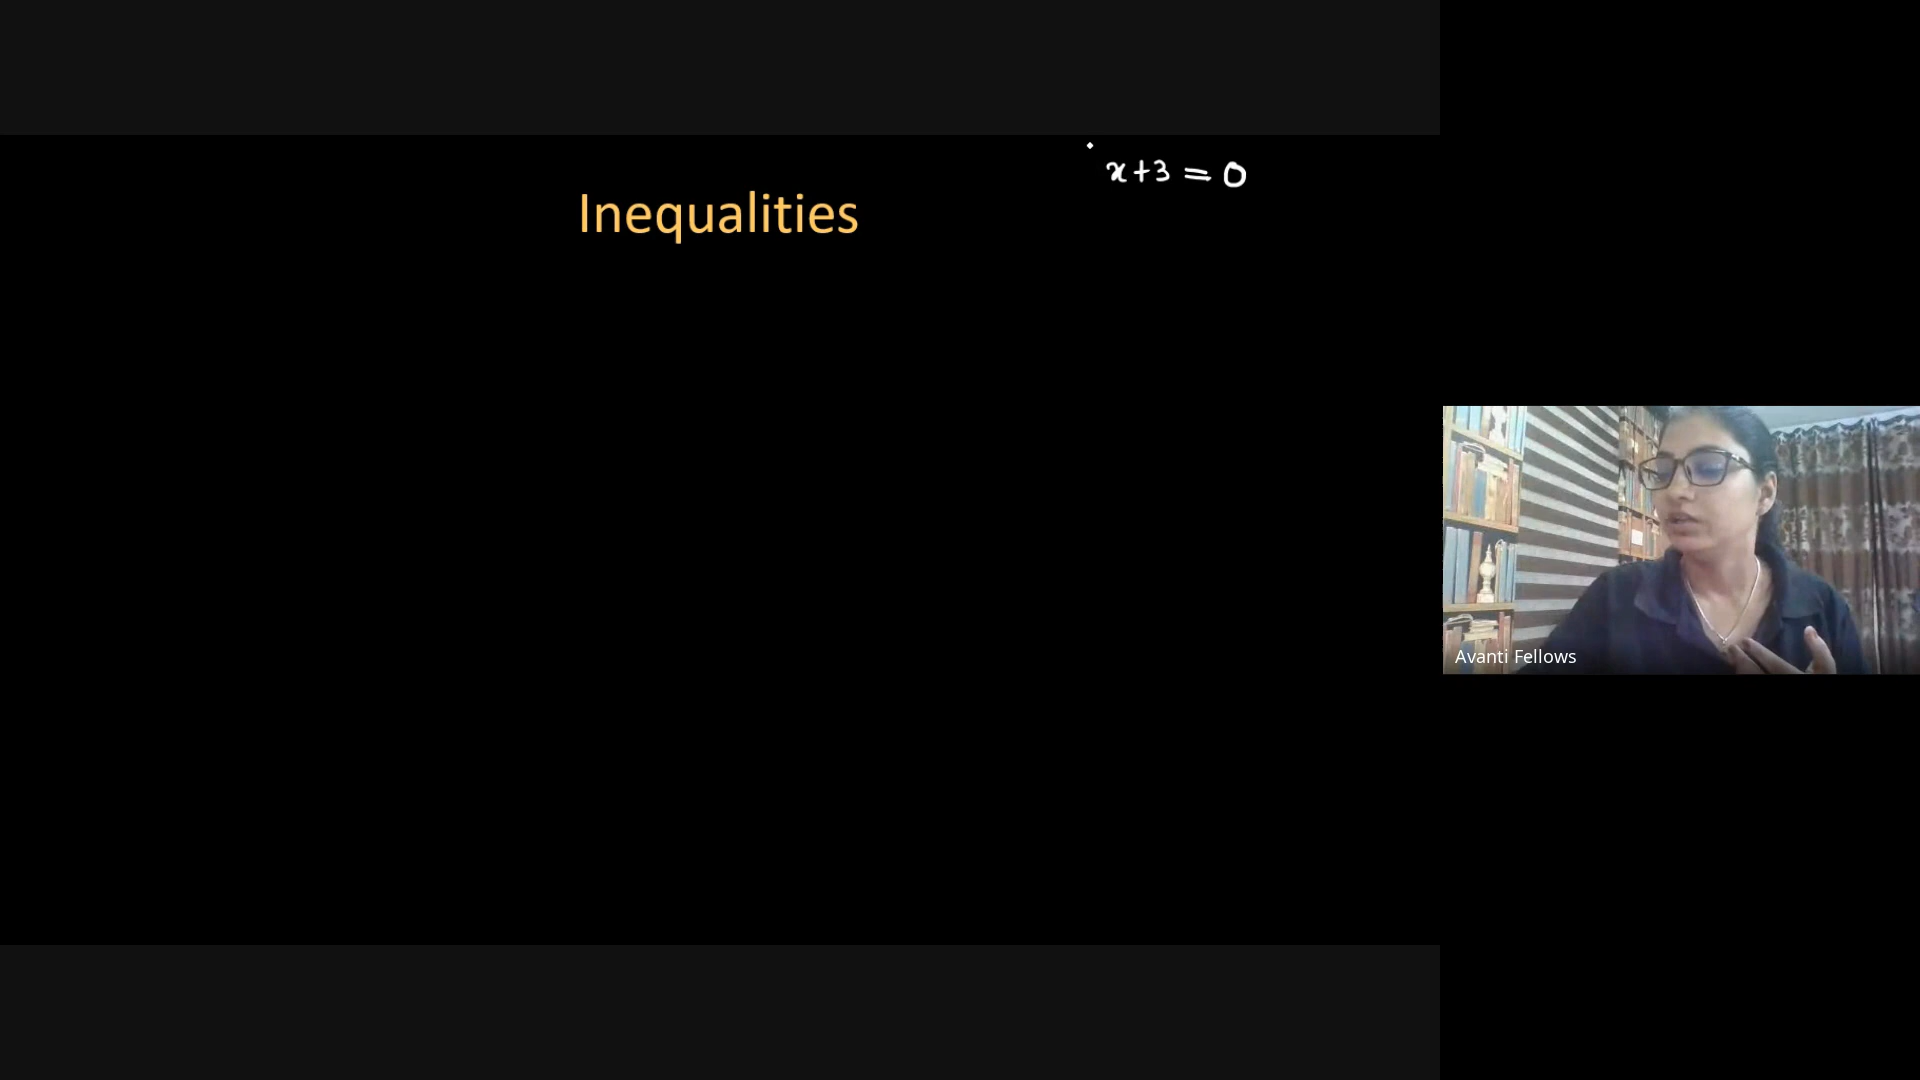 x+3 = 0
Inequalities
Avanti Fellows